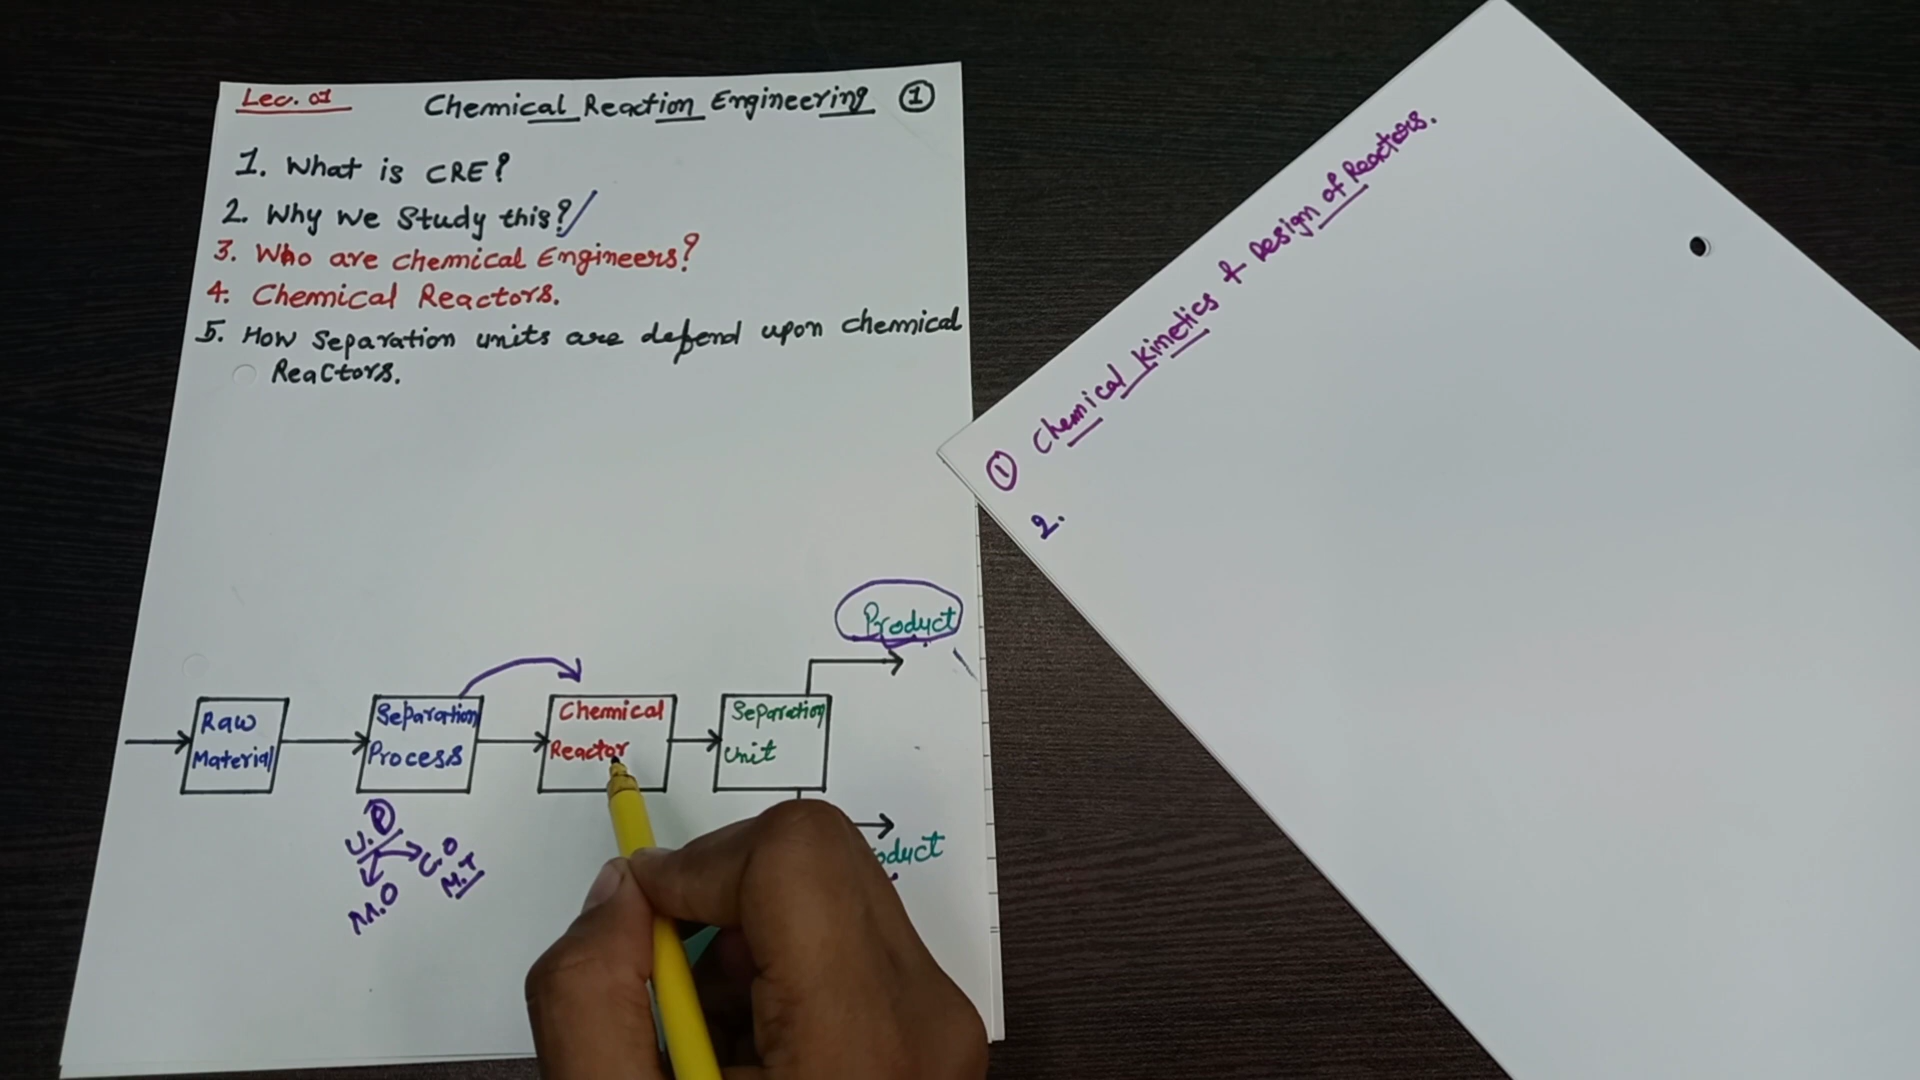 Lec. 01
Chemical Reaction Engineering ①
1. What is CRE?
2. Why We Study this?
3. Who are chemical Engineers?
4. Chemical Reactors.
5. How Separation units are defend upon chemical
Reactors.
① Chemical Kinetics & Design of Reactors.
2.
Product
Raw
Material
Separation
Process
Chemical
Reactor
Separation
Unit
U.O
M.T
M.O